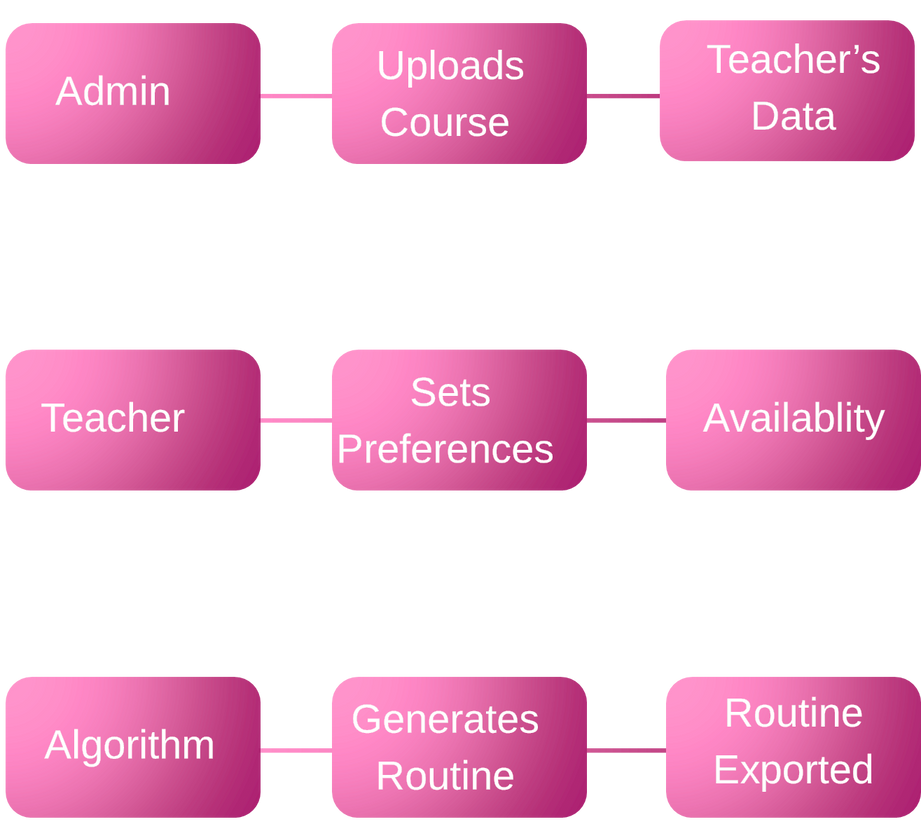 Admin
Uploads
Course
Teacher’s
Data
Teacher
Sets
Preferences
Availablity
Algorithm
Generates
Routine
Routine
Exported